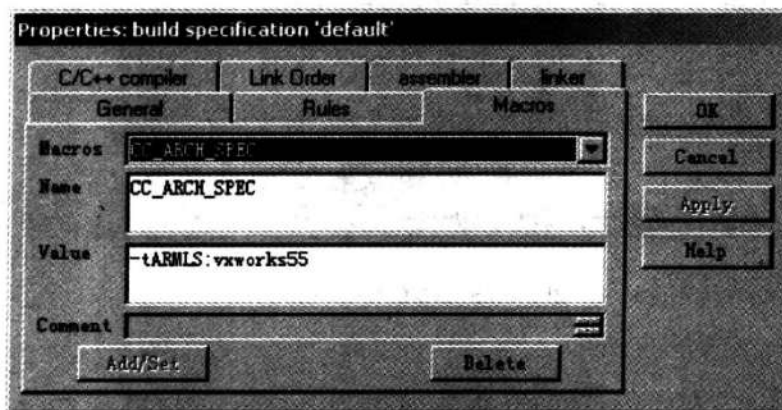 Properties: build specification 'default'
C/C++ compiler Link Order assembler linker
General Rules Macros
OK
Macros CC_ARCH_SPEC
Cancel
Name CC_ARCH_SPEC
Apply
Value -tARMLS:vxworks55
Help
Comment
Add/Set Delete